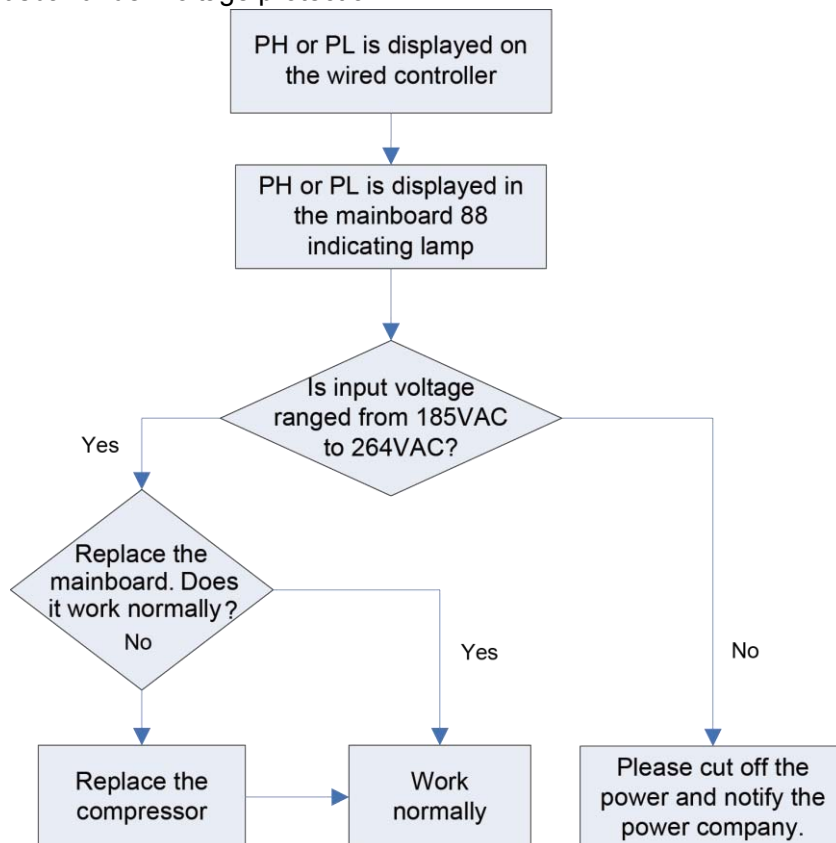 PH or PL is displayed on
the wired controller
PH or PL is displayed in
the mainboard 88
indicating lamp
Is input voltage
ranged from 185VAC
to 264VAC?
Yes
Replace the
mainboard. Does
it work normally?
No
Yes
No
Replace the
compressor
Work
normally
Please cut off the
power and notify the
power company.